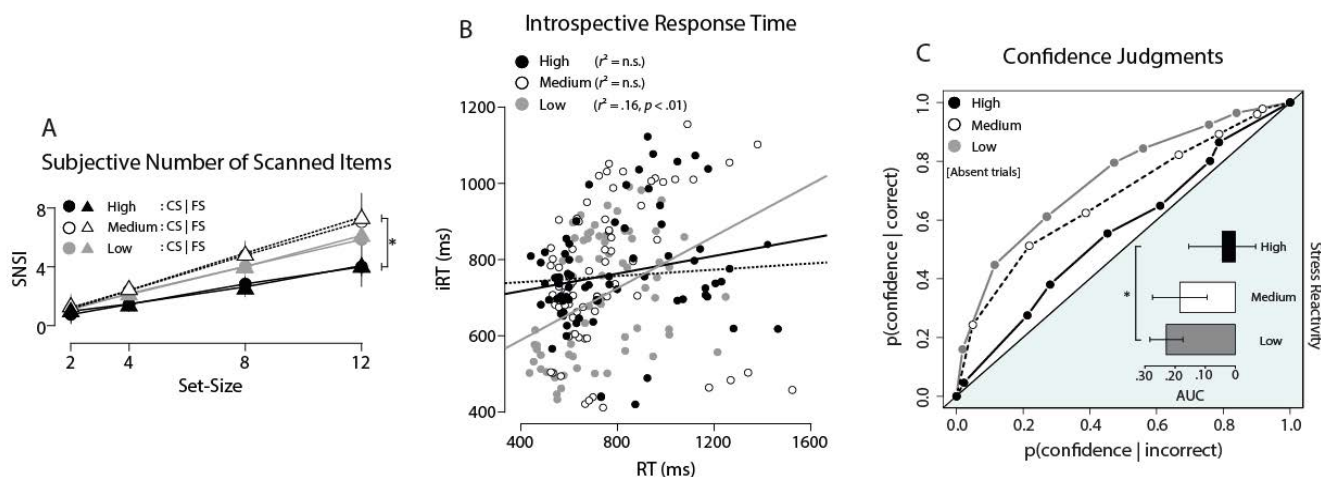 A
Subjective Number of Scanned Items
High : CS | FS
Medium : CS | FS
Low : CS | FS
8
4
0
SNSI
*
2 4 8 12
Set-Size
B
Introspective Response Time
High (r² = n.s.)
Medium (r² = n.s.)
Low (r² = .16, p < .01)
1200
1000
800
600
400
iRT (ms)
400 800 1200 1600
RT (ms)
C
Confidence Judgments
High
Medium
Low
[Absent trials]
1.0
0.8
0.6
0.4
0.2
0.0
p(confidence | correct)
0.0 0.2 0.4 0.6 0.8 1.0
p(confidence | incorrect)
*
High
Medium
Low
.30 .10 0
AUC
Stress Reactivity